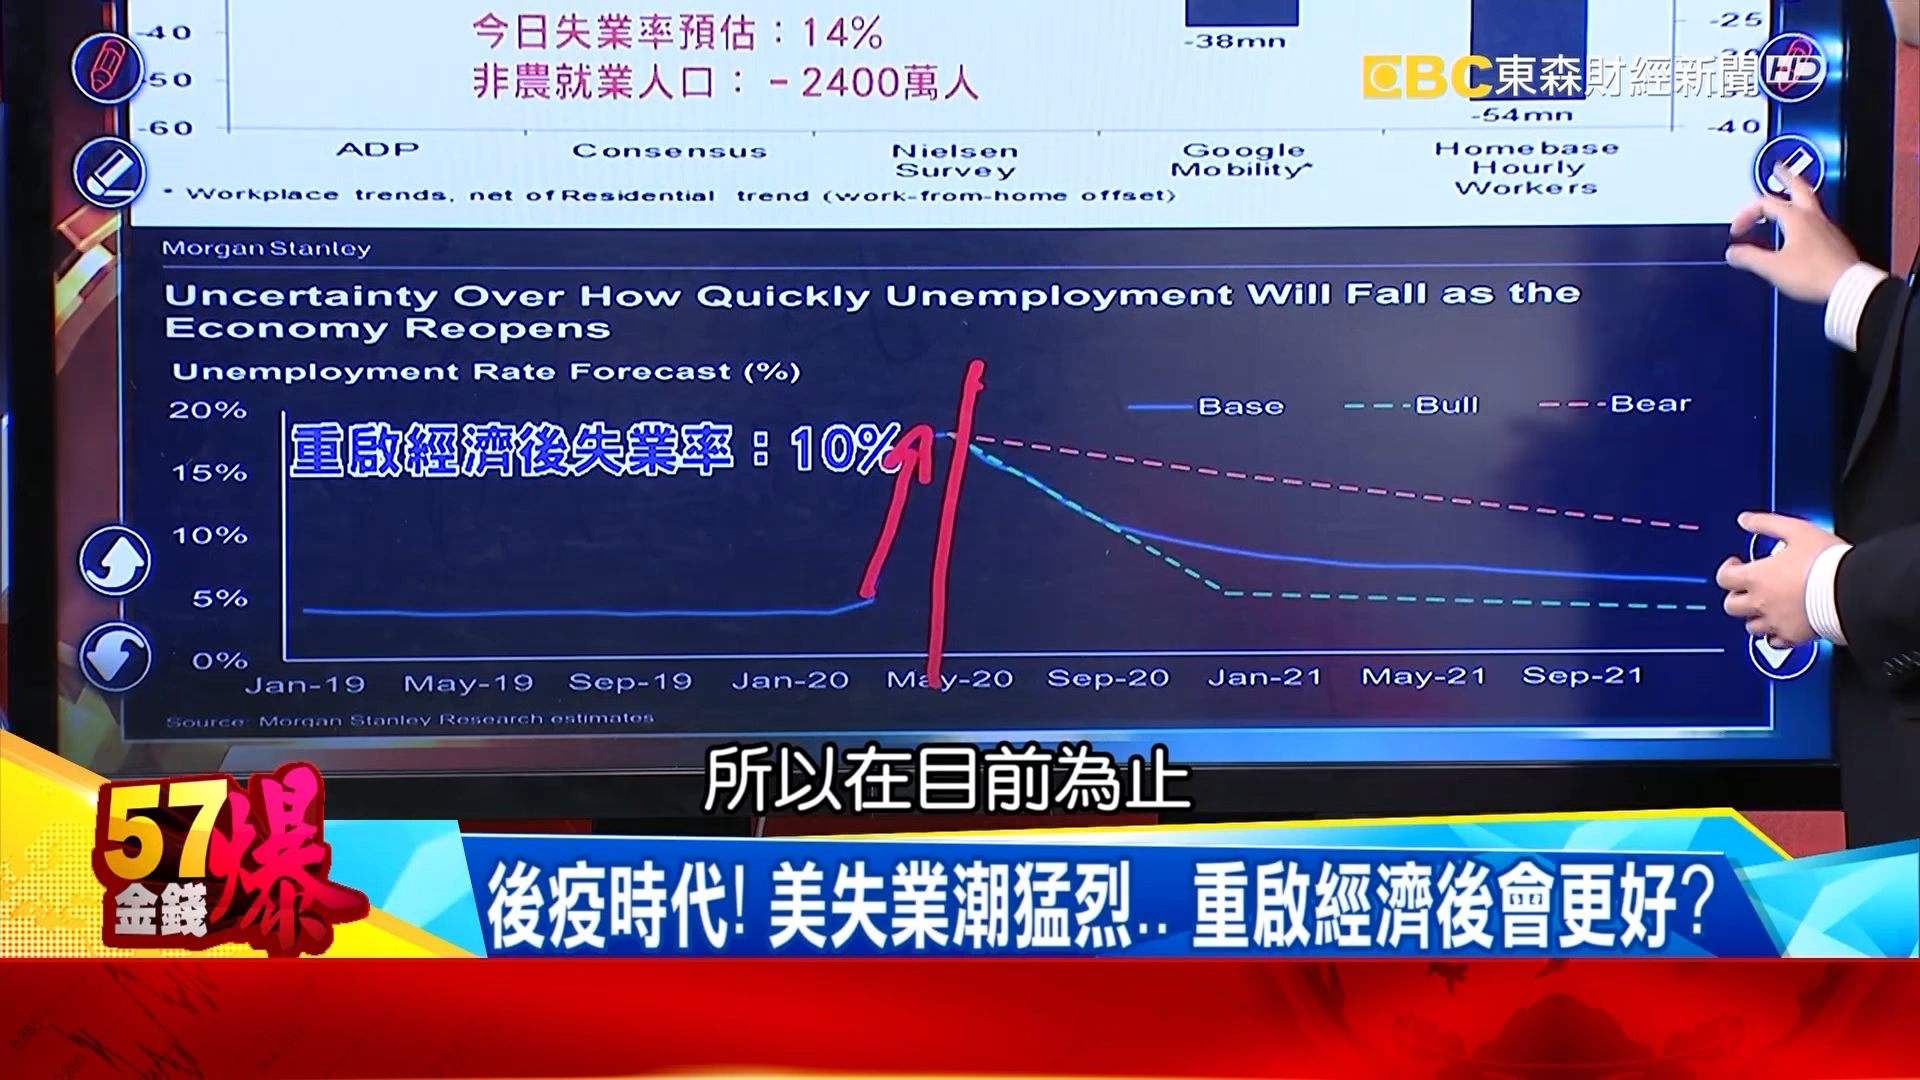 -40
今日失業率預估：14%
-38mn
-25
EBC東森財經新聞
HD
-50
非農就業人口：－2400萬人
-54mn
-60
-40
ADP
Consensus
Nielsen
Survey
Google
Mobility*
Homebase
Hourly
Workers
* Workplace trends, net of Residential trend (work-from-home offset)
Morgan Stanley
Uncertainty Over How Quickly Unemployment Will Fall as the
Economy Reopens
Unemployment Rate Forecast (%)
Base
Bull
Bear
20%
重啟經濟後失業率：10%
15%
10%
5%
0%
Jan-19 May-19 Sep-19 Jan-20 May-20 Sep-20 Jan-21 May-21 Sep-21
Source: Morgan Stanley Research estimates
所以在目前為止
57
金錢
爆
後疫時代! 美失業潮猛烈.. 重啟經濟後會更好?